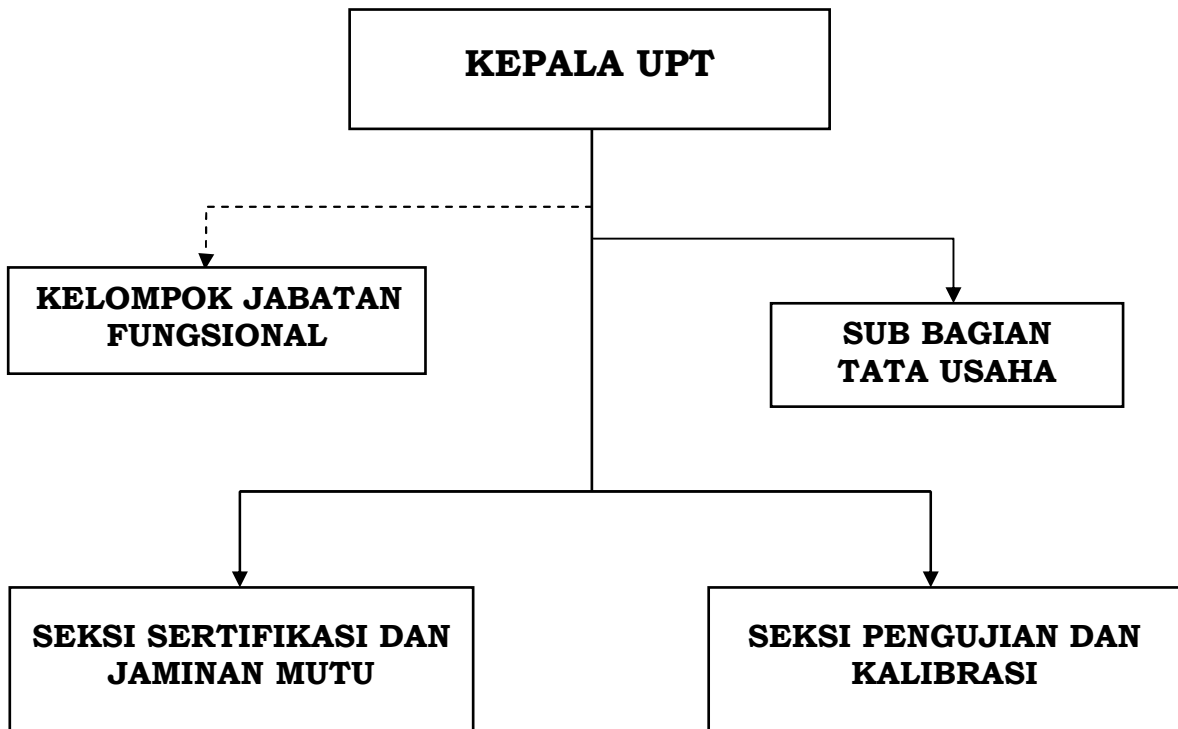 KEPALA UPT
KELOMPOK JABATAN
FUNGSIONAL
SUB BAGIAN
TATA USAHA
SEKSI SERTIFIKASI DAN
JAMINAN MUTU
SEKSI PENGUJIAN DAN
KALIBRASI